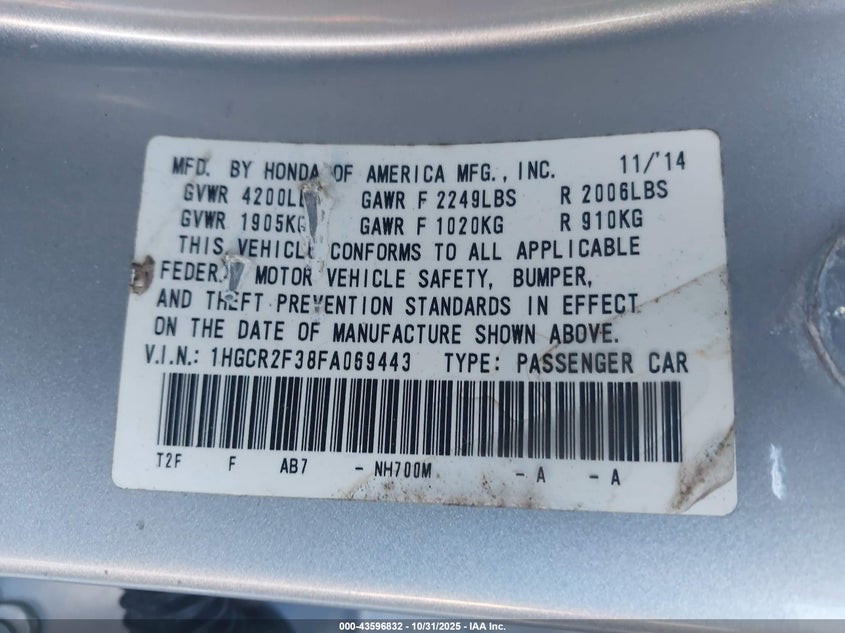 MFD. BY HONDA OF AMERICA MFG., INC. 11/'14
GVWR 4200L GAWR F 2249LBS R 2006LBS
GVWR 1905KG GAWR F 1020KG R 910KG
THIS VEHICLE CONFORMS TO ALL APPLICABLE
MOTOR VEHICLE SAFETY, BUMPER,
AND THEFT PREVENTION STANDARDS IN EFFECT
ON THE DATE OF MANUFACTURE SHOWN ABOVE.
V.I.N.: 1HGCR2F38FA069443 TYPE: PASSENGER CAR
T2F F AB7 - NH700M - A - A
000-43596832 - 10/31/2025 - IAA Inc.